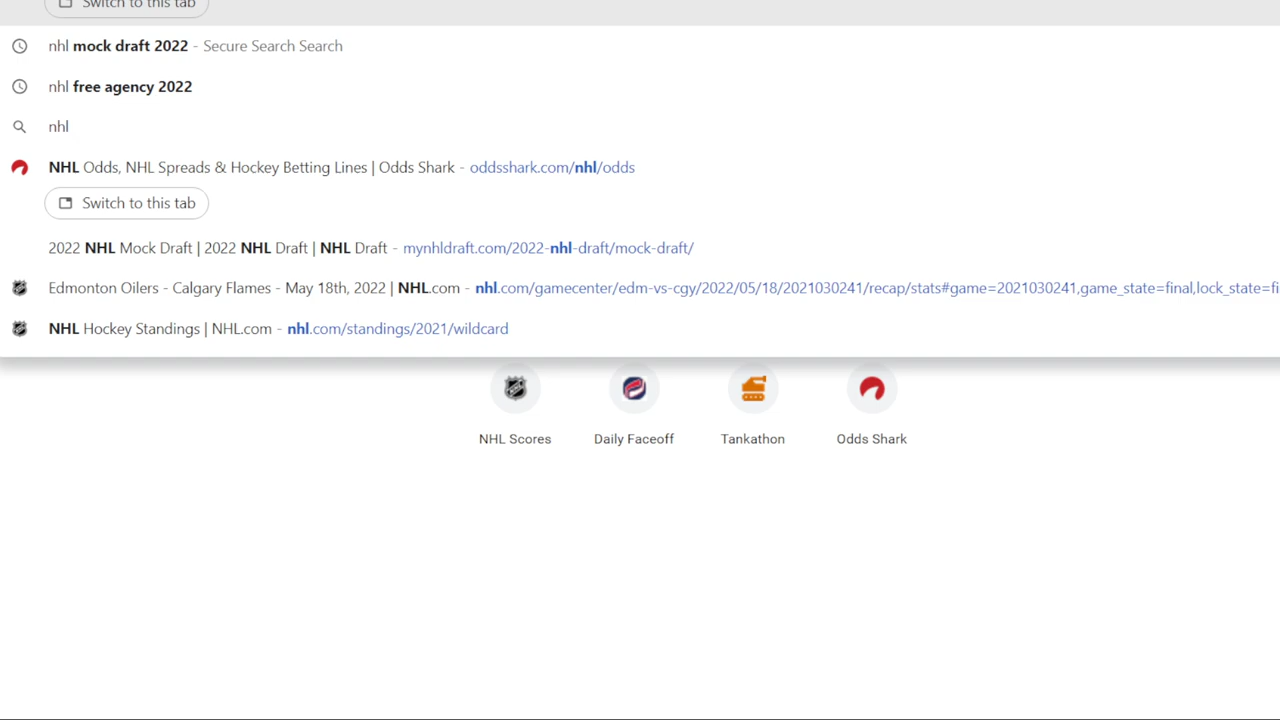 Switch to this tab
nhl mock draft 2022 - Secure Search Search
nhl free agency 2022
nhl
NHL Odds, NHL Spreads & Hockey Betting Lines | Odds Shark - oddsshark.com/nhl/odds
Switch to this tab
2022 NHL Mock Draft | 2022 NHL Draft | NHL Draft - mynhldraft.com/2022-nhl-draft/mock-draft/
Edmonton Oilers - Calgary Flames - May 18th, 2022 | NHL.com - nhl.com/gamecenter/edm-vs-cgy/2022/05/18/2021030241/recap/stats#game=2021030241,game_state=final,lock_state=fi
NHL Hockey Standings | NHL.com - nhl.com/standings/2021/wildcard
NHL Scores Daily Faceoff Tankathon Odds Shark